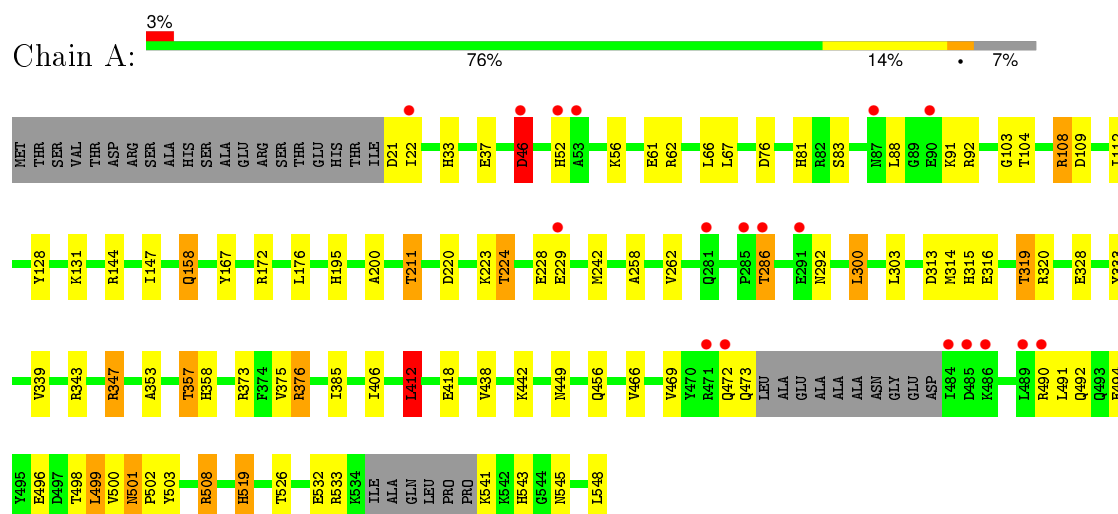 3%
Chain A:
76% 14% • 7%
MET THR SER VAL THR ASP ARG SER ALA HIS SER ALA GLU ARG SER THR GLU HIS THR ILE D21 I22 H33 E37 D46 H52 A53 K56 E61 R62 L66 L67 D76 H81 R82 S83 N87 L88 G89 E90 K91 R92 G103 T104 R108 D109
Y128 K131 R144 I147 Q158 Y167 R172 L176 H195 A200 T211 D220 K223 T224 E228 E229 M242 A258 V262 Q281 P285 T286 E291 N292 L300 L303 D313 M314 H315 E316 T319 R320 E328
V339 R343 R347 A353 T357 H358 R373 F374 V375 R376 I385 I406 L412 E418 V438 K442 N449 Q456 V466 V469 Y470 R471 Q472 Q473 LEU ALA GLU ALA ALA ALA ASN GLY GLU ASP I484 D485 K486 L489 R490 L491 Q492 Q493
Y495 E496 D497 T498 L499 V500 N501 P502 Y503 R508 H519 T526 E532 R533 K534 ILE ALA GLN LEU PRO PRO K541 K542 H543 G544 N545 L548